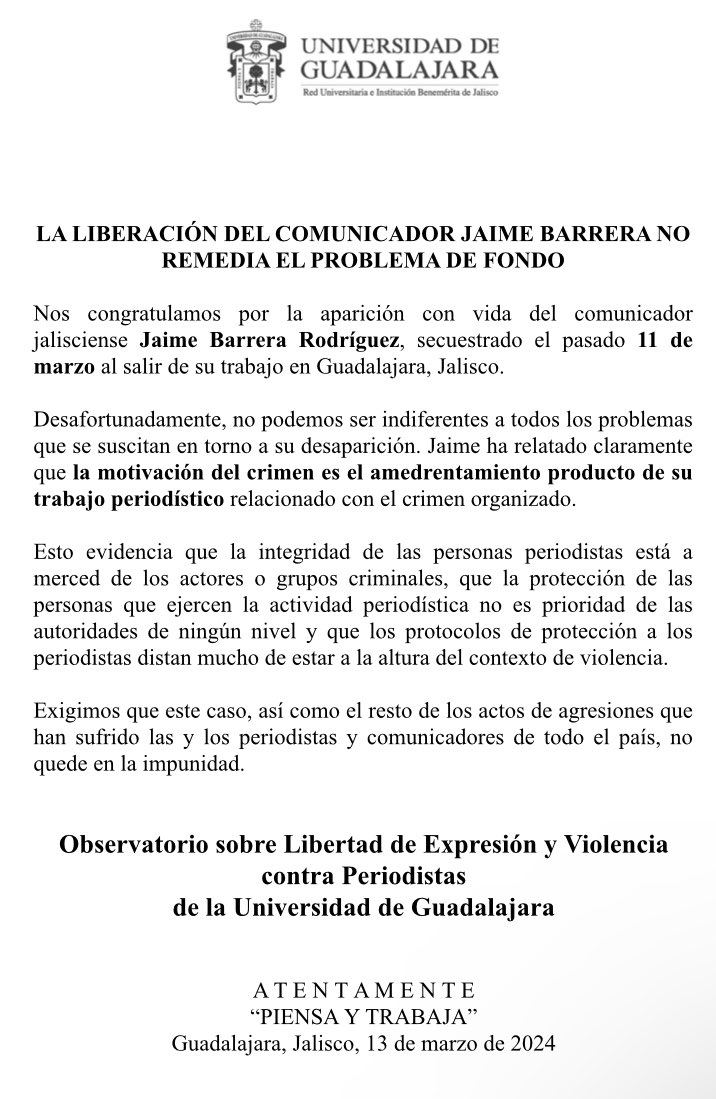 UNIVERSIDAD DE
GUADALAJARA
Red Universitaria e Institución Benemérita de Jalisco
LA LIBERACIÓN DEL COMUNICADOR JAIME BARRERA NO
REMEDIA EL PROBLEMA DE FONDO
Nos congratulamos por la aparición con vida del comunicador
jalisciense Jaime Barrera Rodríguez, secuestrado el pasado 11 de
marzo al salir de su trabajo en Guadalajara, Jalisco.
Desafortunadamente, no podemos ser indiferentes a todos los problemas
que se suscitan en torno a su desaparición. Jaime ha relatado claramente
que la motivación del crimen es el amedrentamiento producto de su
trabajo periodístico relacionado con el crimen organizado.
Esto evidencia que la integridad de las personas periodistas está a
merced de los actores o grupos criminales, que la protección de las
personas que ejercen la actividad periodística no es prioridad de las
autoridades de ningún nivel y que los protocolos de protección a los
periodistas distan mucho de estar a la altura del contexto de violencia.
Exigimos que este caso, así como el resto de los actos de agresiones que
han sufrido las y los periodistas y comunicadores de todo el país, no
quede en la impunidad.
Observatorio sobre Libertad de Expresión y Violencia
contra Periodistas
de la Universidad de Guadalajara
A T E N T A M E N T E
“PIENSA Y TRABAJA”
Guadalajara, Jalisco, 13 de marzo de 2024